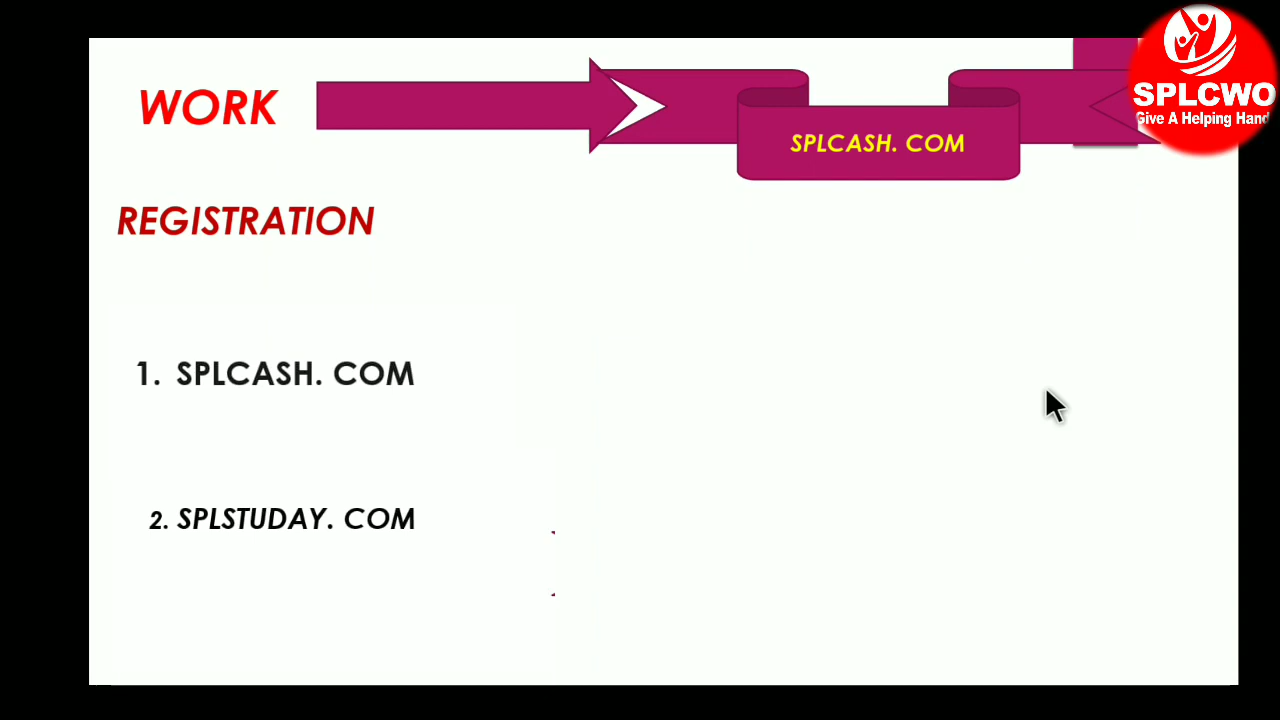 WORK
SPLCASH. COM
SPLCWO
Give A Helping Hand
REGISTRATION
1. SPLCASH. COM
2. SPLSTUDAY. COM